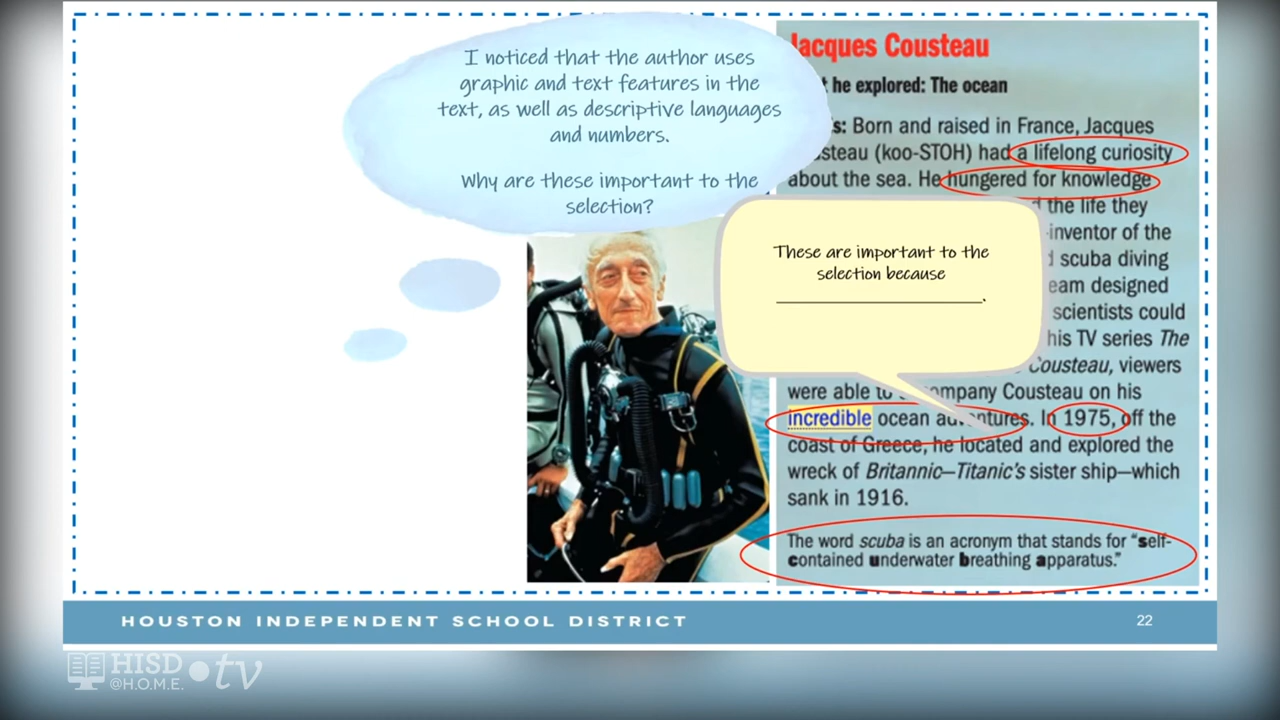 I noticed that the author uses
graphic and text features in the
text, as well as descriptive languages
and numbers.
Why are these important to the
selection?
These are important to the
selection because
____________________.
Jacques Cousteau
he explored: The ocean
Born and raised in France, Jacques
(koo-STOH) had a lifelong curiosity
about the sea. He hungered for knowledge
the life they
-inventor of the
scuba diving
designed
scientists could
his TV series The
Cousteau, viewers
were able to accompany Cousteau on his
incredible ocean adventures. In 1975, off the
coast of Greece, he located and explored the
wreck of Britannic—Titanic's sister ship—which
sank in 1916.
The word scuba is an acronym that stands for "self-
contained underwater breathing apparatus."
HOUSTON INDEPENDENT SCHOOL DISTRICT
22
HISD
@H.O.M.E.
tv